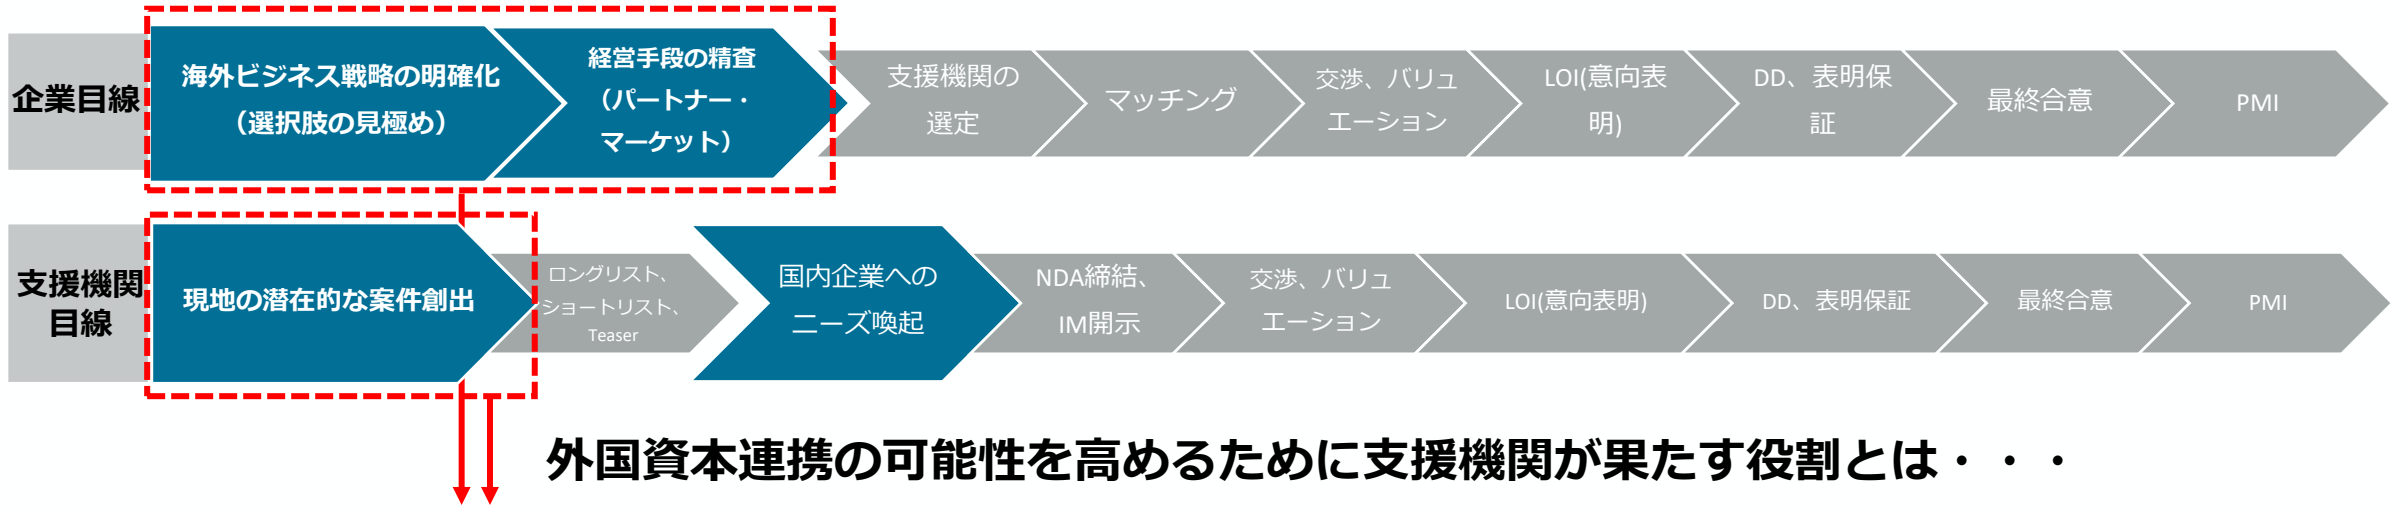 企業目線
海外ビジネス戦略の明確化
（選択肢の見極め）
経営手段の精査
（パートナー・
マーケット）
支援機関の
選定
マッチング
交渉、バリュ
エーション
LOI(意向表
明)
DD、表明保
証
最終合意
PMI
支援機関
目線
現地の潜在的な案件創出
ロングリスト、
ショートリスト、
Teaser
国内企業への
ニーズ喚起
NDA締結、
IM開示
交渉、バリュ
エーション
LOI(意向表明)
DD、表明保証
最終合意
PMI
外国資本連携の可能性を高めるために支援機関が果たす役割とは・・・